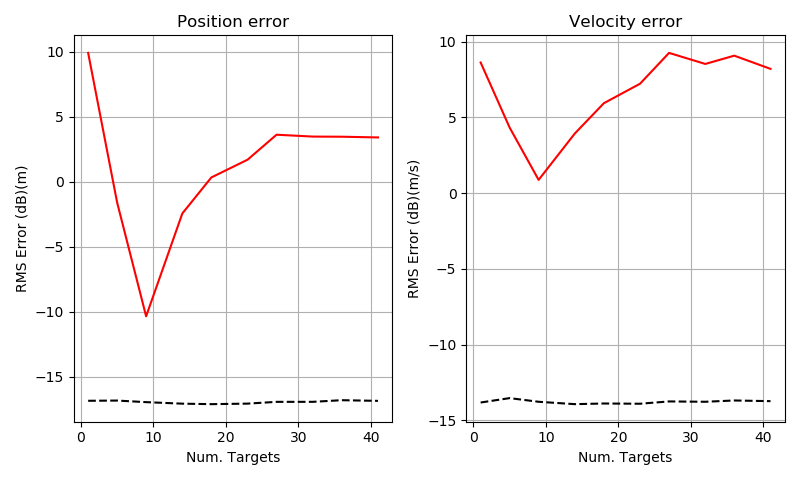 Position error
Velocity error
RMS Error (dB)(m)
10
5
0
−5
−10
−15
0 10 20 30 40
Num. Targets
RMS Error (dB)(m/s)
10
5
0
−5
−10
−15
0 10 20 30 40
Num. Targets